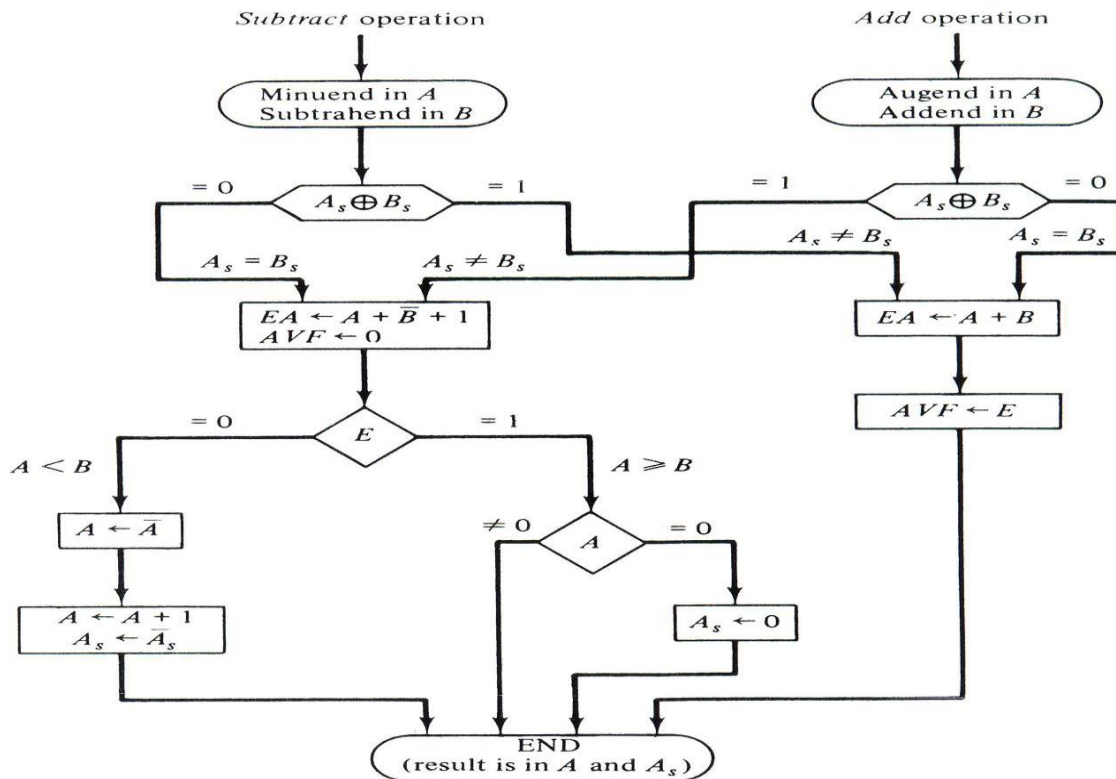 Subtract operation
Add operation
Minuend in A
Subtrahend in B
Augend in A
Addend in B
= 0
A_s ⊕ B_s
= 1
= 1
A_s ⊕ B_s
= 0
A_s = B_s
A_s ≠ B_s
A_s ≠ B_s
A_s = B_s
EA ← A + B̅ + 1
AVF ← 0
EA ← A + B
AVF ← E
= 0
E
= 1
A < B
A ≥ B
A ← A̅
≠ 0
A
= 0
A ← A + 1
A_s ← A̅_s
A_s ← 0
END
(result is in A and A_s)